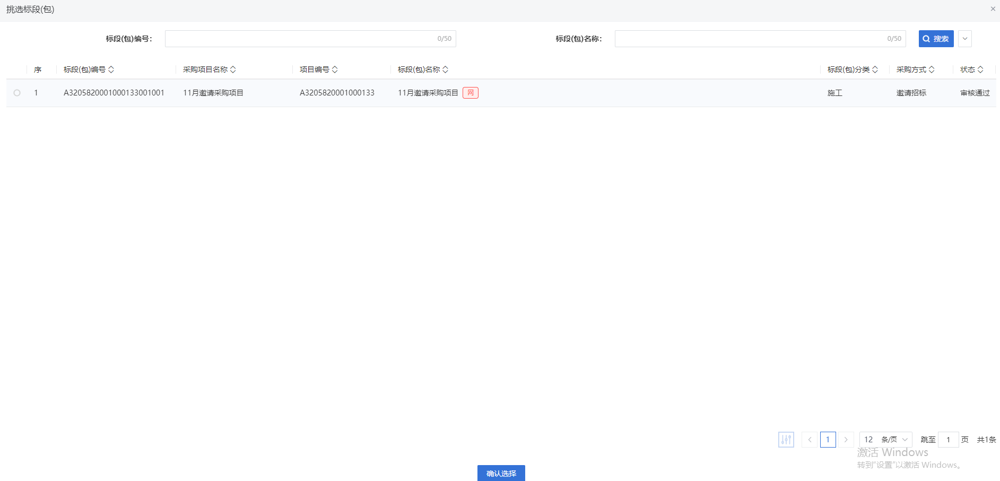 挑选标段(包)
×
标段(包)编号： 0/50 标段(包)名称： 0/50 搜索
序 标段(包)编号 采购项目名称 项目编号 标段(包)名称 标段(包)分类 采购方式 状态
1 A3205820001000133001001 11月邀请采购项目 A3205820001000133 11月邀请采购项目 网 施工 邀请招标 审核通过
1 12 条/页 跳至 1 页 共1条
激活 Windows
转到"设置"以激活 Windows。
确认选择